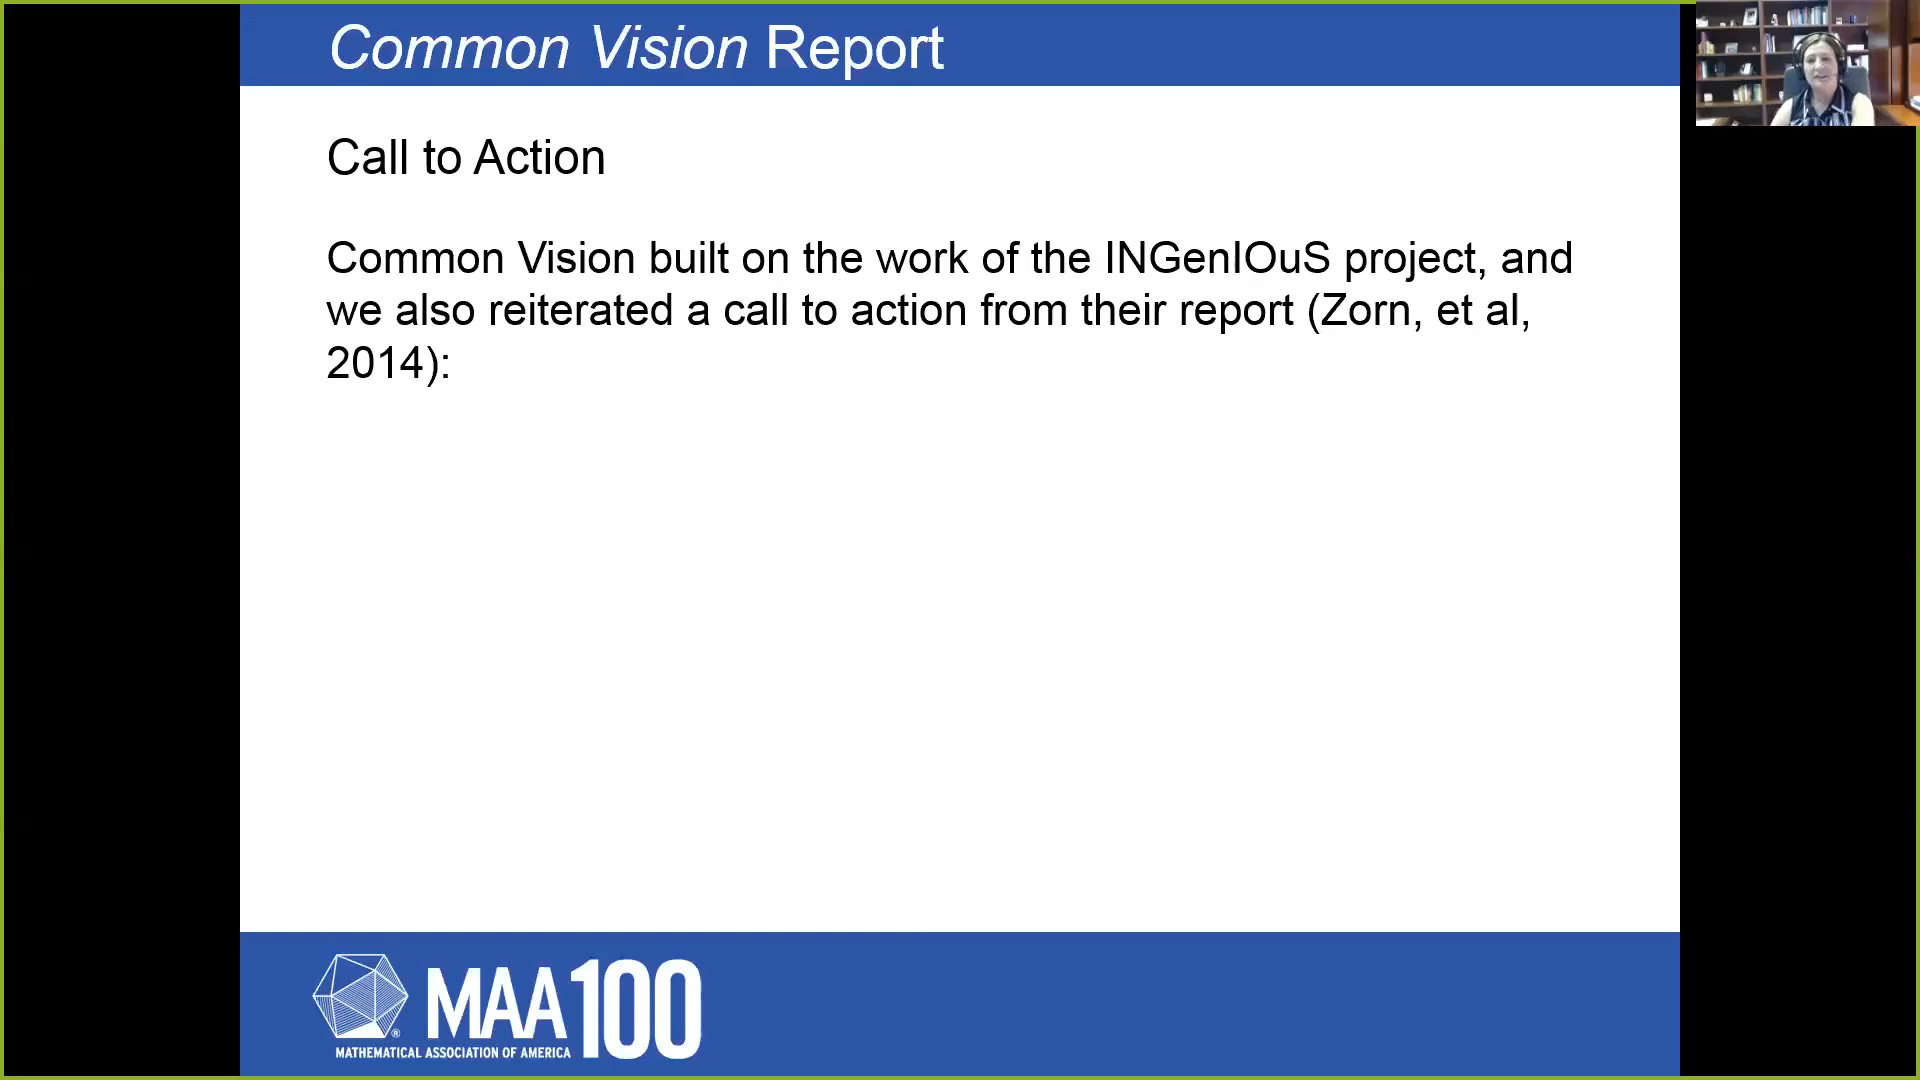 Common Vision Report
Call to Action
Common Vision built on the work of the INGenIOuS project, and
we also reiterated a call to action from their report (Zorn, et al,
2014):
MAA100
®
MATHEMATICAL ASSOCIATION OF AMERICA